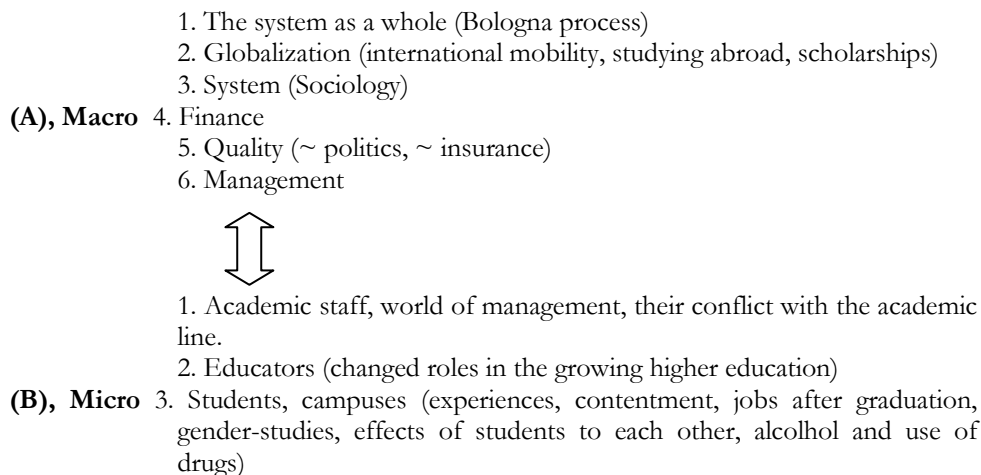 1. The system as a whole (Bologna process)
2. Globalization (international mobility, studying abroad, scholarships)
3. System (Sociology)
(A), Macro 4. Finance
5. Quality (~ politics, ~ insurance)
6. Management
1. Academic staff, world of management, their conflict with the academic
line.
2. Educators (changed roles in the growing higher education)
(B), Micro 3. Students, campuses (experiences, contentment, jobs after graduation,
gender-studies, effects of students to each other, alcolhol and use of
drugs)